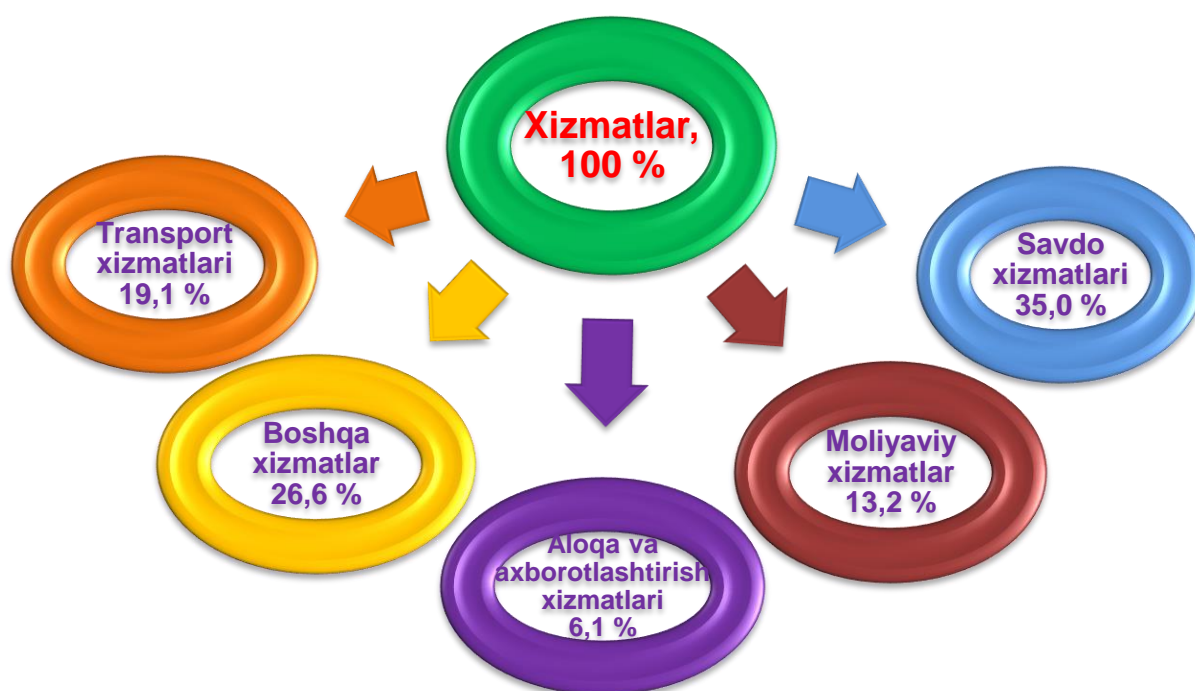 Xizmatlar,
100 %
Transport
xizmatlari
19,1 %
Savdo
xizmatlari
35,0 %
Boshqa
xizmatlar
26,6 %
Moliyaviy
xizmatlar
13,2 %
Aloqa va
axborotlashtirish
xizmatlari
6,1 %